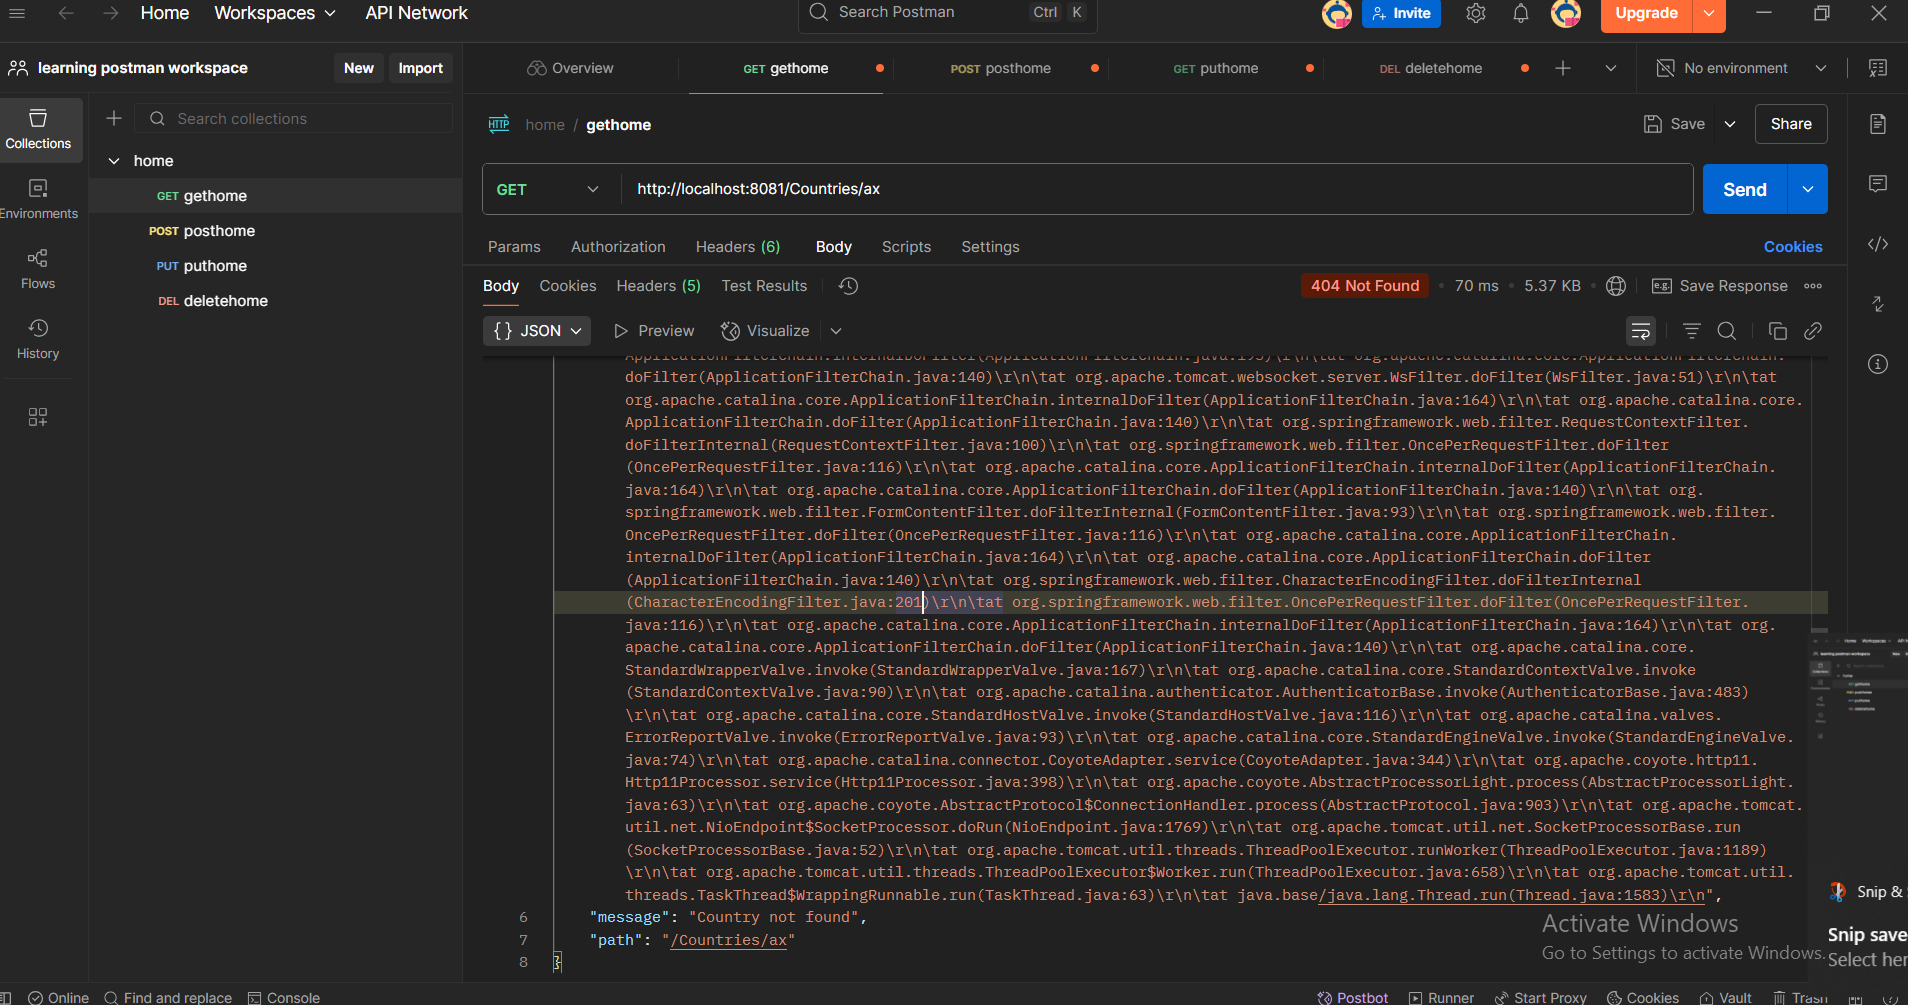 Home Workspaces API Network Search Postman Ctrl K Invite Upgrade
learning postman workspace New Import Overview GET gethome POST posthome GET puthome DEL deletehome No environment
Collections
Environments
Flows
History
Search collections
home
GET gethome
POST posthome
PUT puthome
DEL deletehome
HTTP home / gethome Save Share
GET http://localhost:8081/Countries/ax Send
Params Authorization Headers (6) Body Scripts Settings Cookies
Body Cookies Headers (5) Test Results 404 Not Found • 70 ms • 5.37 KB • e.g. Save Response
{} JSON Preview Visualize
ApplicationFilterChain.internalDoFilter(ApplicationFilterChain.java:193)\r\n\tat org.apache.catalina.core.ApplicationFilterChain.
doFilter(ApplicationFilterChain.java:140)\r\n\tat org.apache.tomcat.websocket.server.WsFilter.doFilter(WsFilter.java:51)\r\n\tat
org.apache.catalina.core.ApplicationFilterChain.internalDoFilter(ApplicationFilterChain.java:164)\r\n\tat org.apache.catalina.core.
ApplicationFilterChain.doFilter(ApplicationFilterChain.java:140)\r\n\tat org.springframework.web.filter.RequestContextFilter.
doFilterInternal(RequestContextFilter.java:100)\r\n\tat org.springframework.web.filter.OncePerRequestFilter.doFilter
(OncePerRequestFilter.java:116)\r\n\tat org.apache.catalina.core.ApplicationFilterChain.internalDoFilter(ApplicationFilterChain.
java:164)\r\n\tat org.apache.catalina.core.ApplicationFilterChain.doFilter(ApplicationFilterChain.java:140)\r\n\tat org.
springframework.web.filter.FormContentFilter.doFilterInternal(FormContentFilter.java:93)\r\n\tat org.springframework.web.filter.
OncePerRequestFilter.doFilter(OncePerRequestFilter.java:116)\r\n\tat org.apache.catalina.core.ApplicationFilterChain.
internalDoFilter(ApplicationFilterChain.java:164)\r\n\tat org.apache.catalina.core.ApplicationFilterChain.doFilter
(ApplicationFilterChain.java:140)\r\n\tat org.springframework.web.filter.CharacterEncodingFilter.doFilterInternal
(CharacterEncodingFilter.java:201)\r\n\tat org.springframework.web.filter.OncePerRequestFilter.doFilter(OncePerRequestFilter.
java:116)\r\n\tat org.apache.catalina.core.ApplicationFilterChain.internalDoFilter(ApplicationFilterChain.java:164)\r\n\tat org.
apache.catalina.core.ApplicationFilterChain.doFilter(ApplicationFilterChain.java:140)\r\n\tat org.apache.catalina.core.
StandardWrapperValve.invoke(StandardWrapperValve.java:167)\r\n\tat org.apache.catalina.core.StandardContextValve.invoke
(StandardContextValve.java:90)\r\n\tat org.apache.catalina.authenticator.AuthenticatorBase.invoke(AuthenticatorBase.java:483)
\r\n\tat org.apache.catalina.core.StandardHostValve.invoke(StandardHostValve.java:116)\r\n\tat org.apache.catalina.valves.
ErrorReportValve.invoke(ErrorReportValve.java:93)\r\n\tat org.apache.catalina.core.StandardEngineValve.invoke(StandardEngineValve.
java:74)\r\n\tat org.apache.catalina.connector.CoyoteAdapter.service(CoyoteAdapter.java:344)\r\n\tat org.apache.coyote.http11.
Http11Processor.service(Http11Processor.java:398)\r\n\tat org.apache.coyote.AbstractProcessorLight.process(AbstractProcessorLight.
java:63)\r\n\tat org.apache.coyote.AbstractProtocol$ConnectionHandler.process(AbstractProtocol.java:903)\r\n\tat org.apache.tomcat.
util.net.NioEndpoint$SocketProcessor.doRun(NioEndpoint.java:1769)\r\n\tat org.apache.tomcat.util.net.SocketProcessorBase.run
(SocketProcessorBase.java:52)\r\n\tat org.apache.tomcat.util.threads.ThreadPoolExecutor.runWorker(ThreadPoolExecutor.java:1189)
\r\n\tat org.apache.tomcat.util.threads.ThreadPoolExecutor$Worker.run(ThreadPoolExecutor.java:658)\r\n\tat org.apache.tomcat.util.
threads.TaskThread$WrappingRunnable.run(TaskThread.java:63)\r\n\tat java.base/java.lang.Thread.run(Thread.java:1583)\r\n",
6 "message": "Country not found",
7 "path": "/Countries/ax"
8 }
Activate Windows
Go to Settings to activate Windows.
Snip &
Snip save
Select her
Online Find and replace Console Postbot Runner Start Proxy Cookies Vault Trash